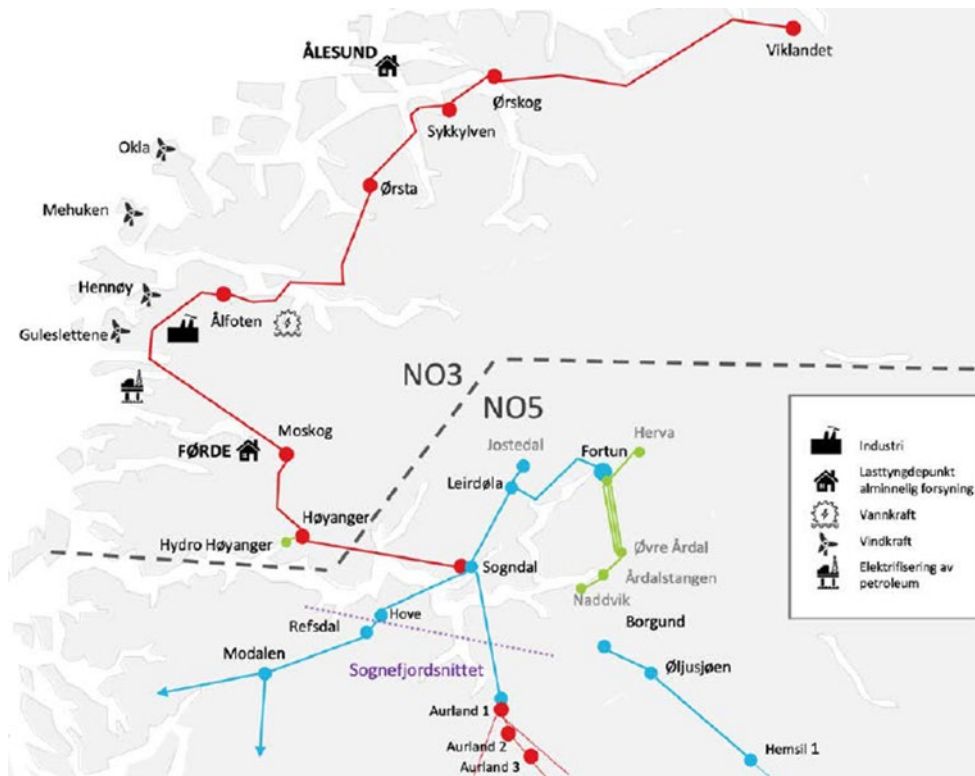 Viklandet
ÅLESUND
Ørskog
Sykkylven
Okla
Ørsta
Mehuken
Hennøy
Guleslettene
Ålfoten
NO3
NO5
Moskog
FØRDE
Jostedal
Herva
Fortun
Leirdøla
Høyanger
Hydro Høyanger
Øvre Årdal
Sogndal
Årdalstangen
Naddvik
Hove
Refsdal
Borgund
Modalen
Sognefjordsnittet
Øljusjøen
Aurland 1
Aurland 2
Aurland 3
Hemsil 1
Industri
Lasttyngdepunkt
alminnelig forsyning
Vannkraft
Vindkraft
Elektrifisering av
petroleum